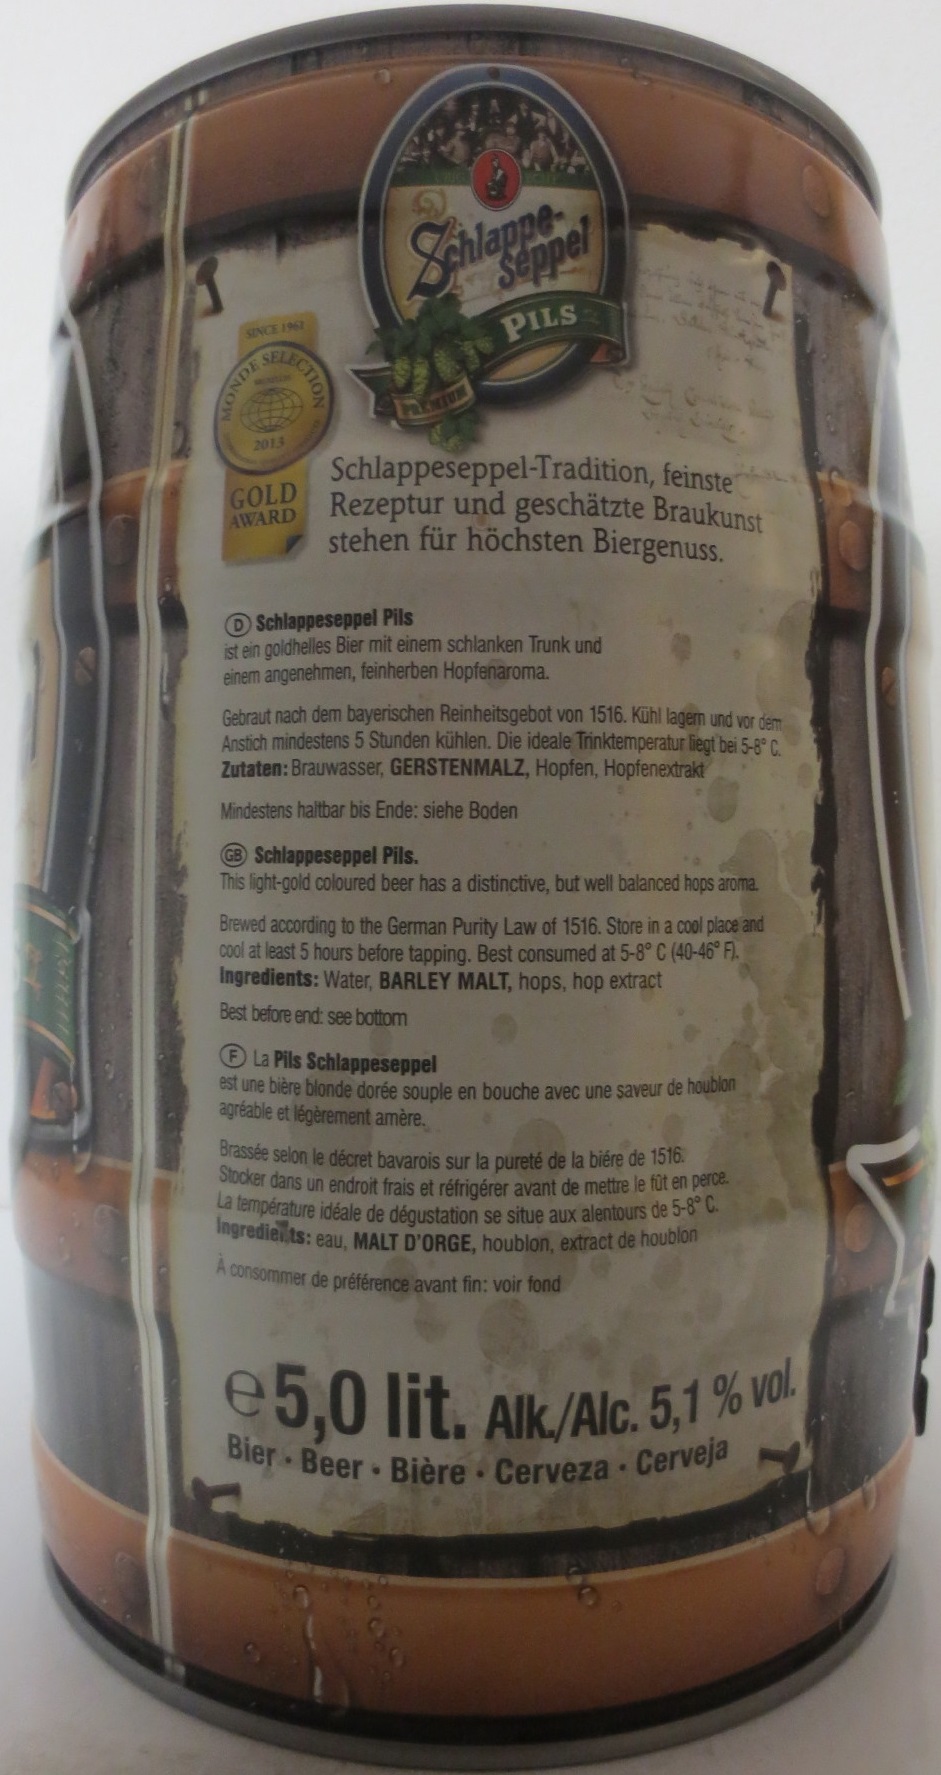 Schlappe-
Seppel
PILS
PREMIUM
SINCE 1961
MONDE SELECTION
2013
GOLD
AWARD
Schlappeseppel-Tradition, feinste
Rezeptur und geschätzte Braukunst
stehen für höchsten Biergenuss.
D Schlappeseppel Pils
ist ein goldhelles Bier mit einem schlanken Trunk und
einem angenehmen, feinherben Hopfenaroma.
Gebraut nach dem bayerischen Reinheitsgebot von 1516. Kühl lagern und vor dem
Anstich mindestens 5 Stunden kühlen. Die ideale Trinktemperatur liegt bei 5-8° C.
Zutaten: Brauwasser, GERSTENMALZ, Hopfen, Hopfenextrakt
Mindestens haltbar bis Ende: siehe Boden
GB Schlappeseppel Pils.
This light-gold coloured beer has a distinctive, but well balanced hops aroma.
Brewed according to the German Purity Law of 1516. Store in a cool place and
cool at least 5 hours before tapping. Best consumed at 5-8° C (40-46° F).
Ingredients: Water, BARLEY MALT, hops, hop extract
Best before end: see bottom
F La Pils Schlappeseppel
est une bière blonde dorée souple en bouche avec une saveur de houblon
agréable et légèrement amère.
Brassée selon le décret bavarois sur la pureté de la biére de 1516.
Stocker dans un endroit frais et réfrigérer avant de mettre le fût en perce.
La température idéale de dégustation se situe aux alentours de 5-8° C.
Ingredients: eau, MALT D'ORGE, houblon, extract de houblon
À consommer de préférence avant fin: voir fond
℮ 5,0 lit. Alk./Alc. 5,1 % vol.
Bier · Beer · Bière · Cerveza · Cerveja